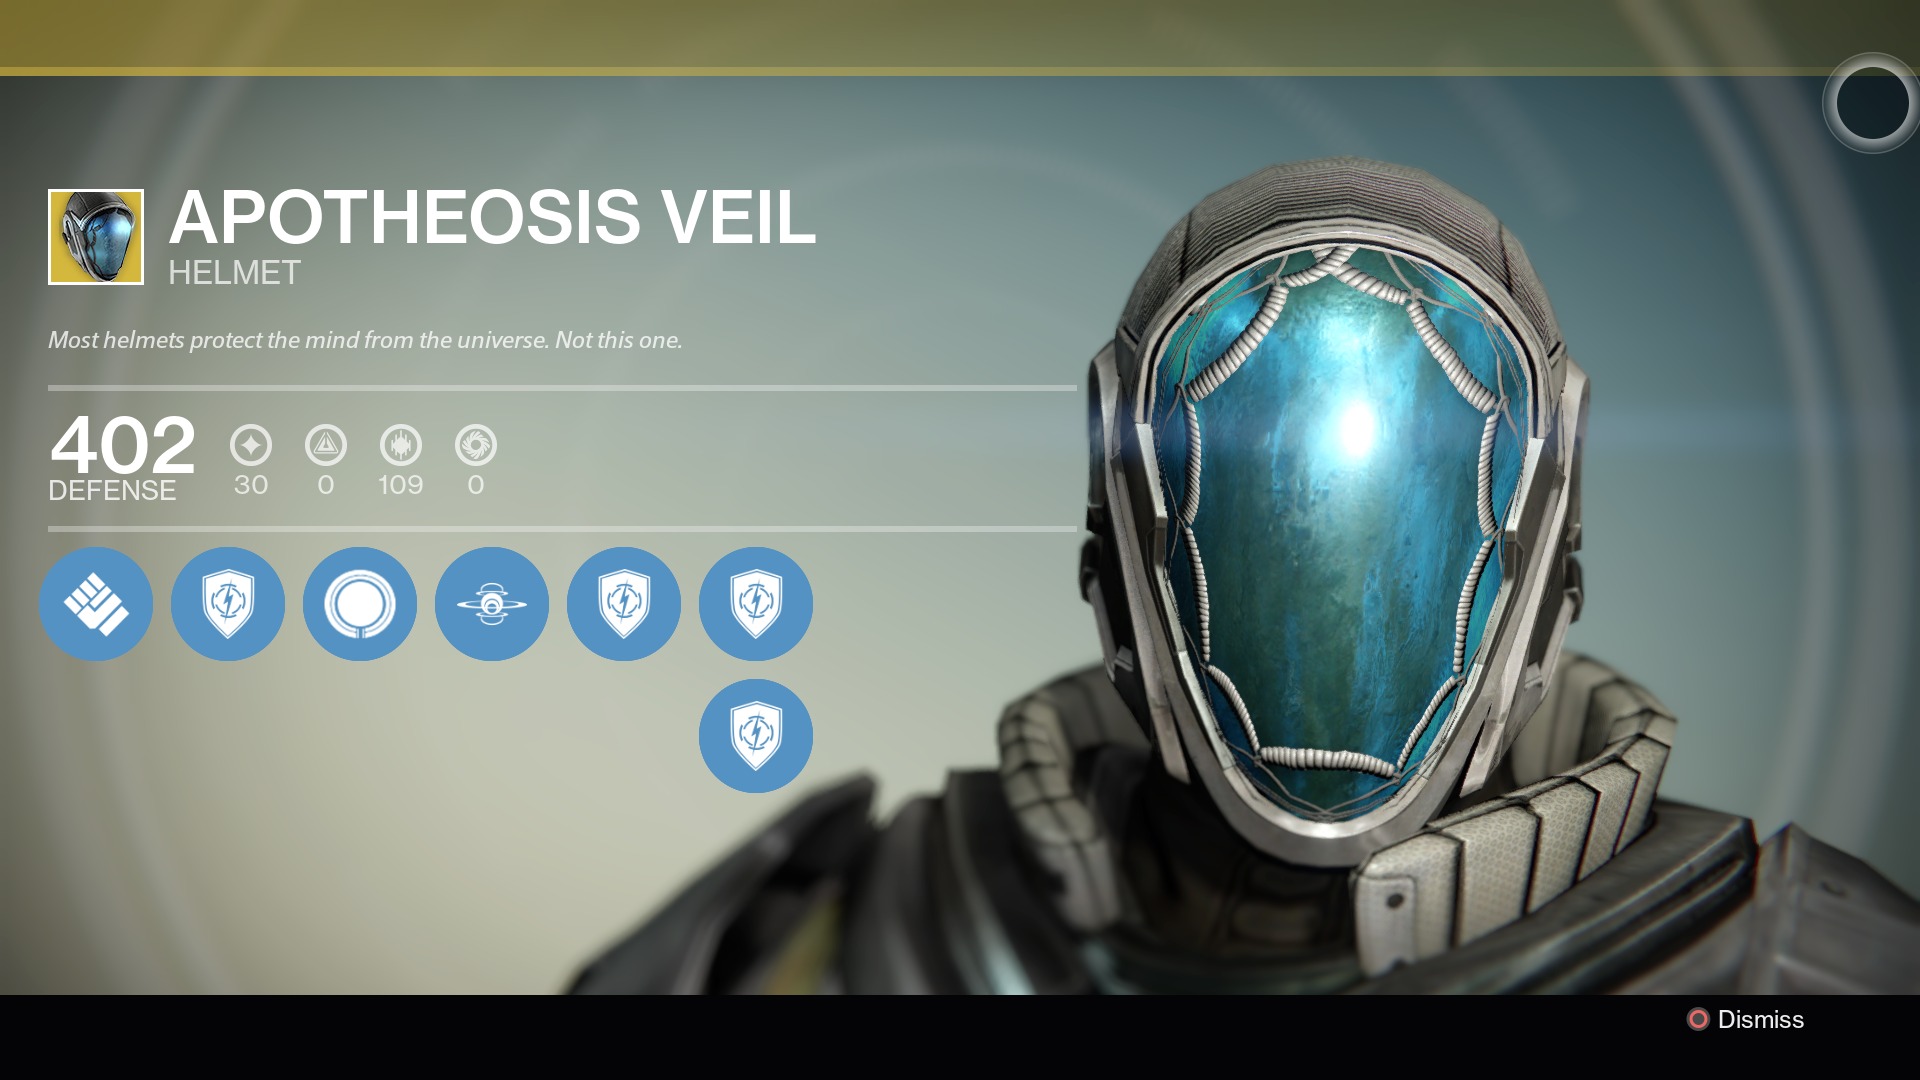 APOTHEOSIS VEIL
HELMET
Most helmets protect the mind from the universe. Not this one.
402
DEFENSE
30 0 109 0
Dismiss